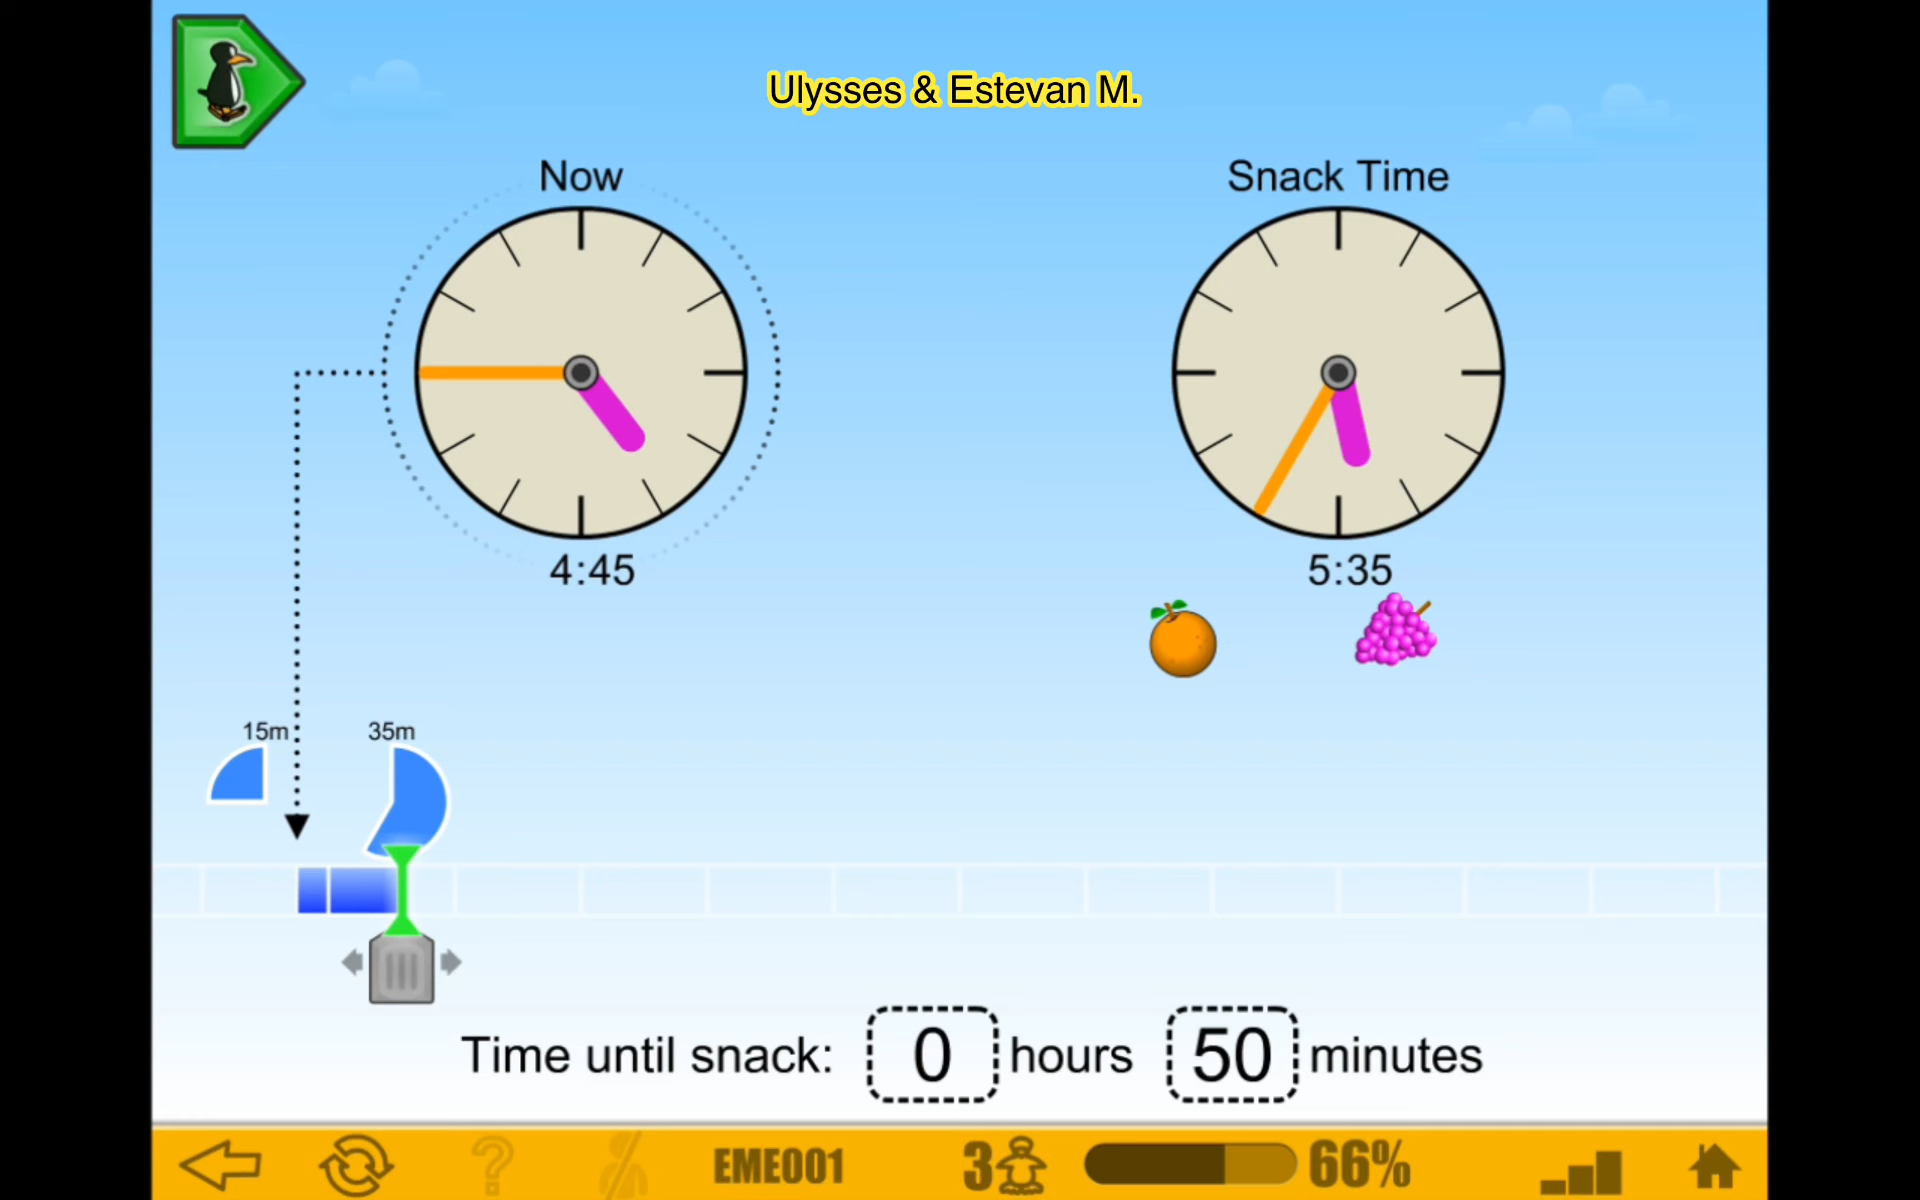 Ulysses & Estevan M.
Now
Snack Time
4:45
5:35
15m
35m
Time until snack: 0 hours 50 minutes
? EME001 3 66%